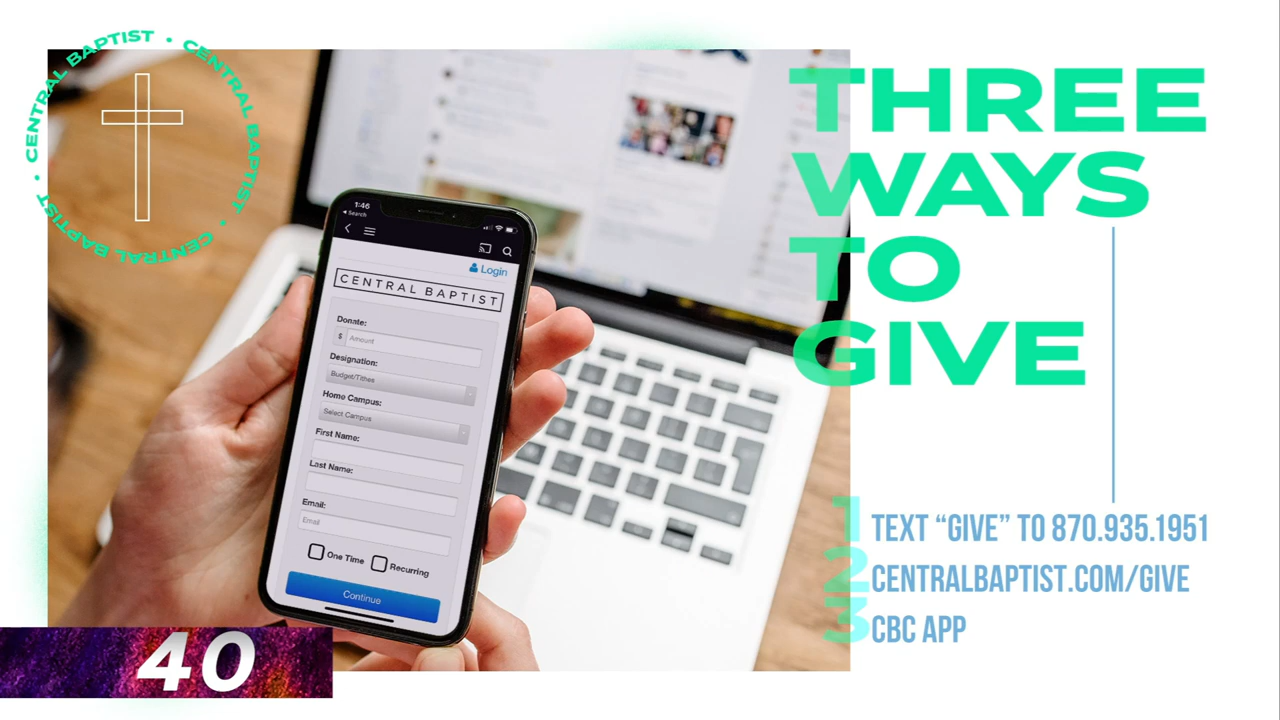 CENTRAL BAPTIST • CENTRAL BAPTIST • CENTRAL BAPTIST •
THREE
WAYS
TO
GIVE
1:46
Search
Login
CENTRAL BAPTIST
Donate:
$ Amount
Designation:
Budget/Tithes
Home Campus:
Select Campus
First Name:
Last Name:
Email:
Email
One Time Recurring
Continue
1 TEXT “GIVE” TO 870.935.1951
2 CENTRALBAPTIST.COM/GIVE
3 CBC APP
40